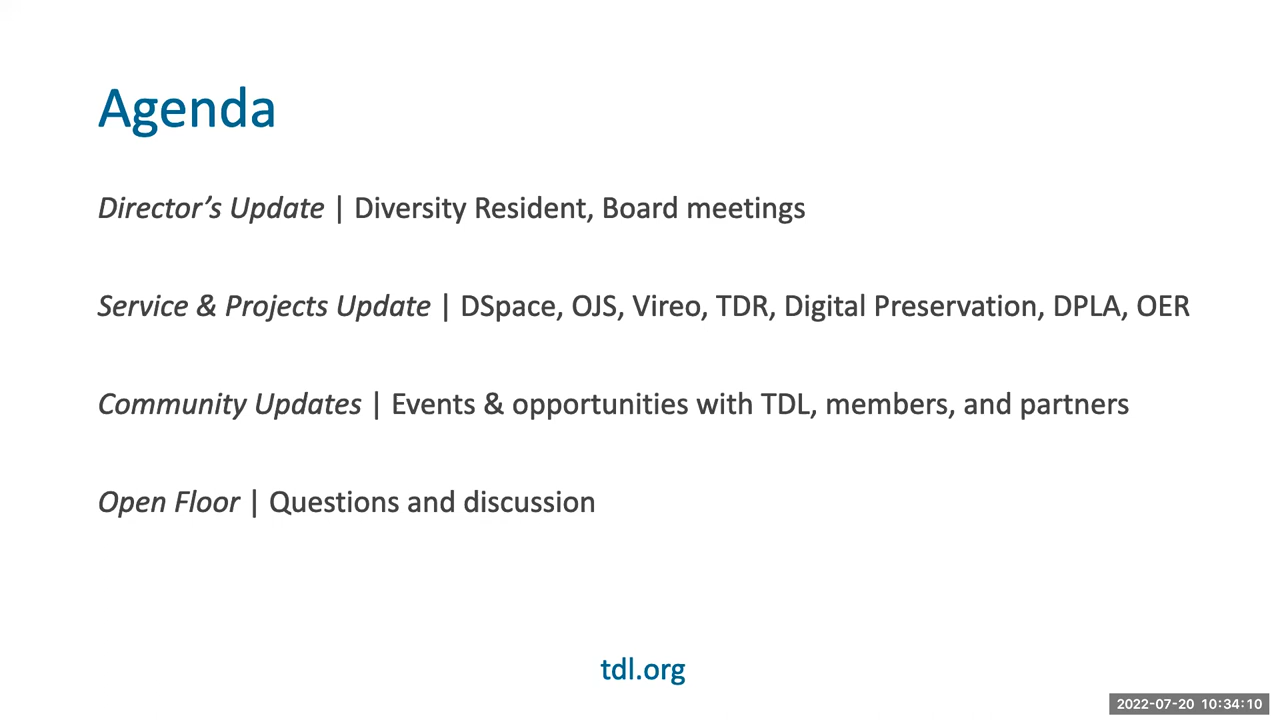 Agenda
Director’s Update | Diversity Resident, Board meetings
Service & Projects Update | DSpace, OJS, Vireo, TDR, Digital Preservation, DPLA, OER
Community Updates | Events & opportunities with TDL, members, and partners
Open Floor | Questions and discussion
tdl.org
2022-07-20 10:34:10